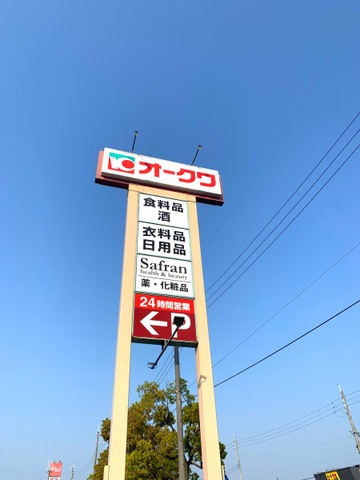 オークワ
食料品
酒
衣料品
日用品
Safran
health & beauty
薬・化粧品
24時間営業
←P